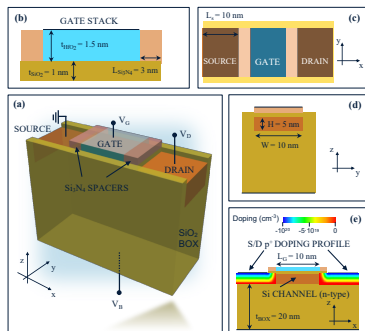 (b)
GATE STACK
t_HfO₂ = 1.5 nm
t_SiO₂ = 1 nm
L_Si₃N₄ = 3 nm
(c)
L_s = 10 nm
SOURCE
GATE
DRAIN
y
x
(a)
V_G
SOURCE
GATE
V_D
DRAIN
Si₃N₄ SPACERS
SiO₂
BOX
z
y
x
V_B
(d)
H = 5 nm
W = 10 nm
z
y
Doping (cm⁻³)
-10²⁰ -5·10¹⁹ 0
(e)
S/D p⁺ DOPING PROFILE
L_G = 10 nm
Si CHANNEL (n-type)
t_BOX = 20 nm
z
x